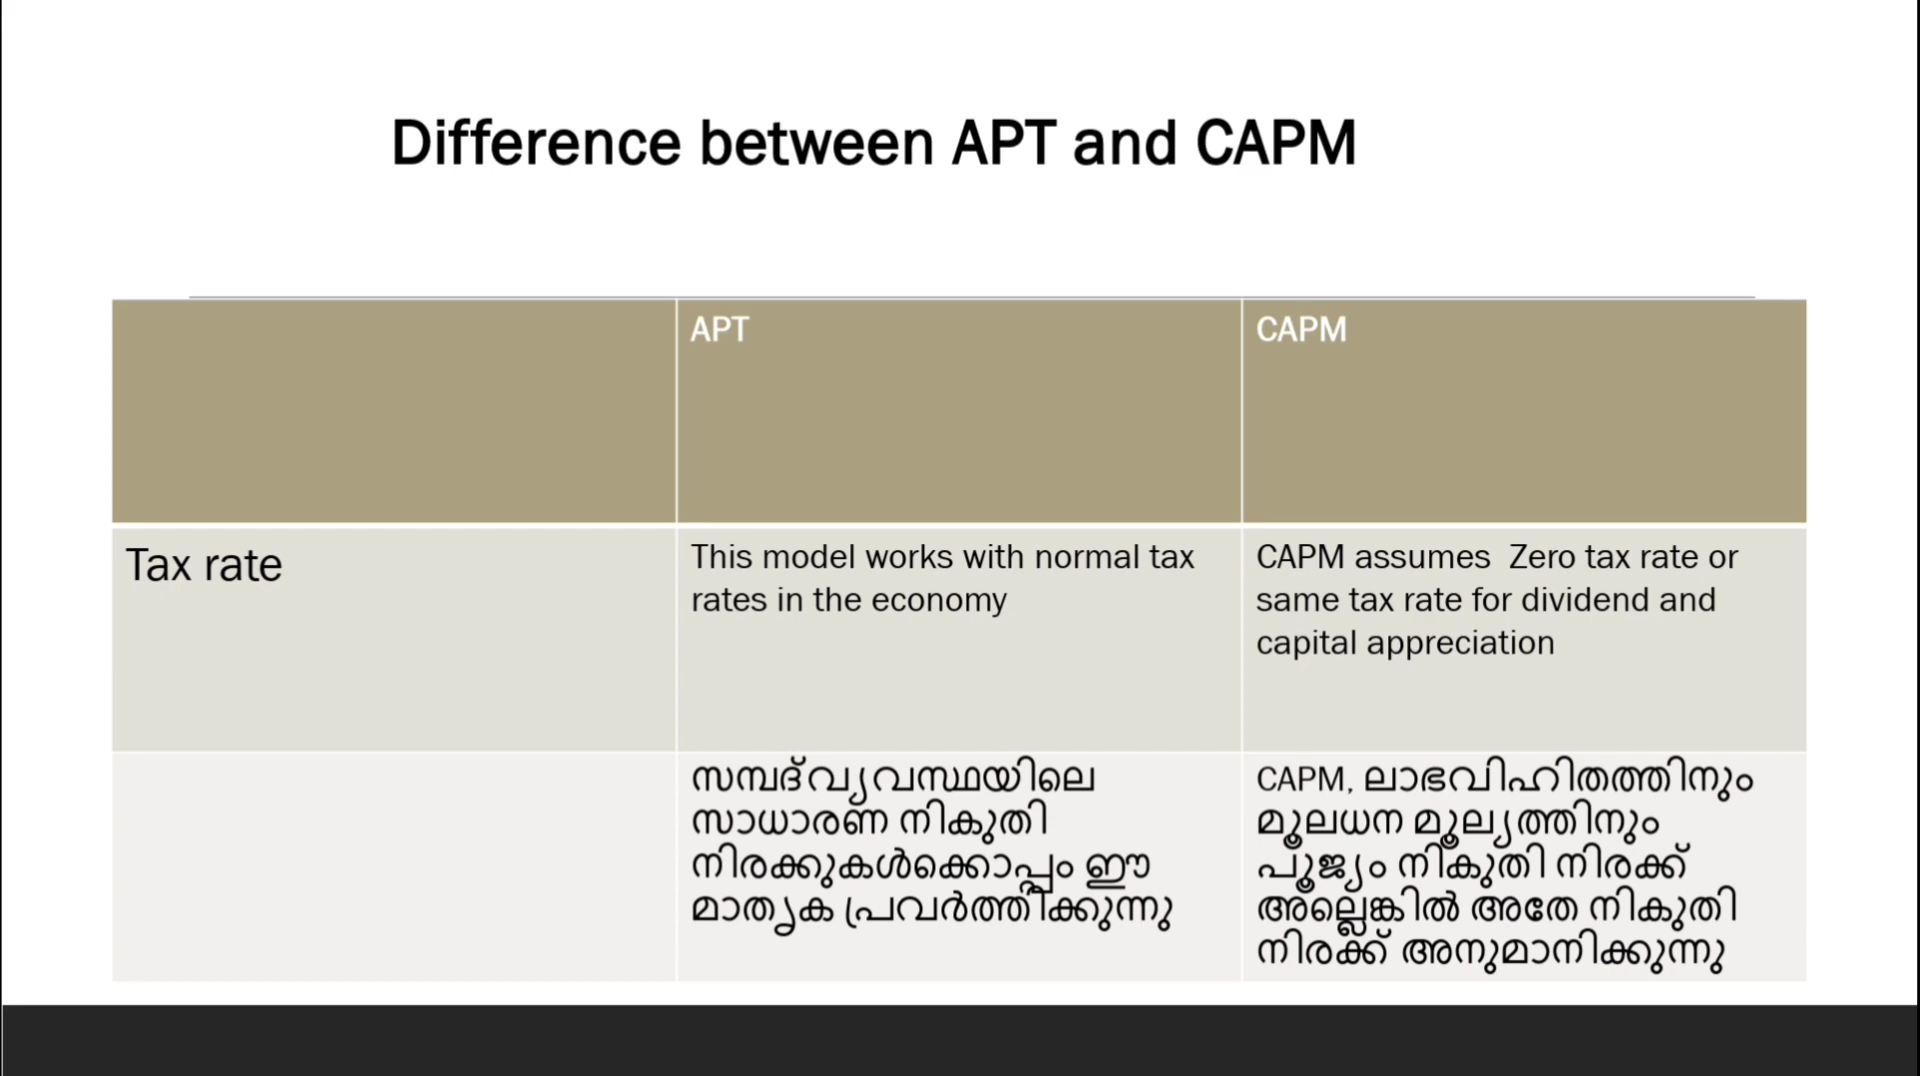 Difference between APT and CAPM
APT
CAPM
Tax rate
This model works with normal tax
rates in the economy
CAPM assumes  Zero tax rate or
same tax rate for dividend and
capital appreciation
സമ്പദ്‌വ്യവസ്ഥയിലെ
സാധാരണ നികുതി
നിരക്കുകൾക്കൊപ്പം ഈ
മാതൃക പ്രവർത്തിക്കുന്നു
CAPM, ലാഭവിഹിതത്തിനും
മൂലധന മൂല്യത്തിനും
പൂജ്യം നികുതി നിരക്ക്
അല്ലെങ്കിൽ അതേ നികുതി
നിരക്ക് അനുമാനിക്കുന്നു